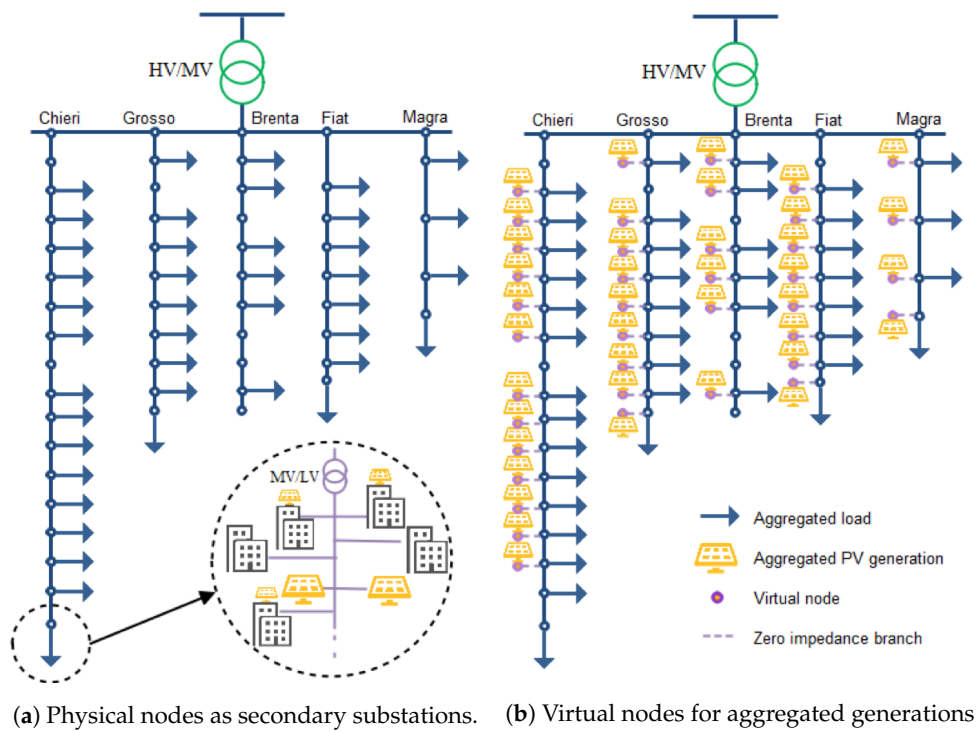 HV/MV
Chieri
Grosso
Brenta
Fiat
Magra
MV/LV
(a) Physical nodes as secondary substations.
HV/MV
Chieri
Grosso
Brenta
Fiat
Magra
Aggregated load
Aggregated PV generation
Virtual node
Zero impedance branch
(b) Virtual nodes for aggregated generations